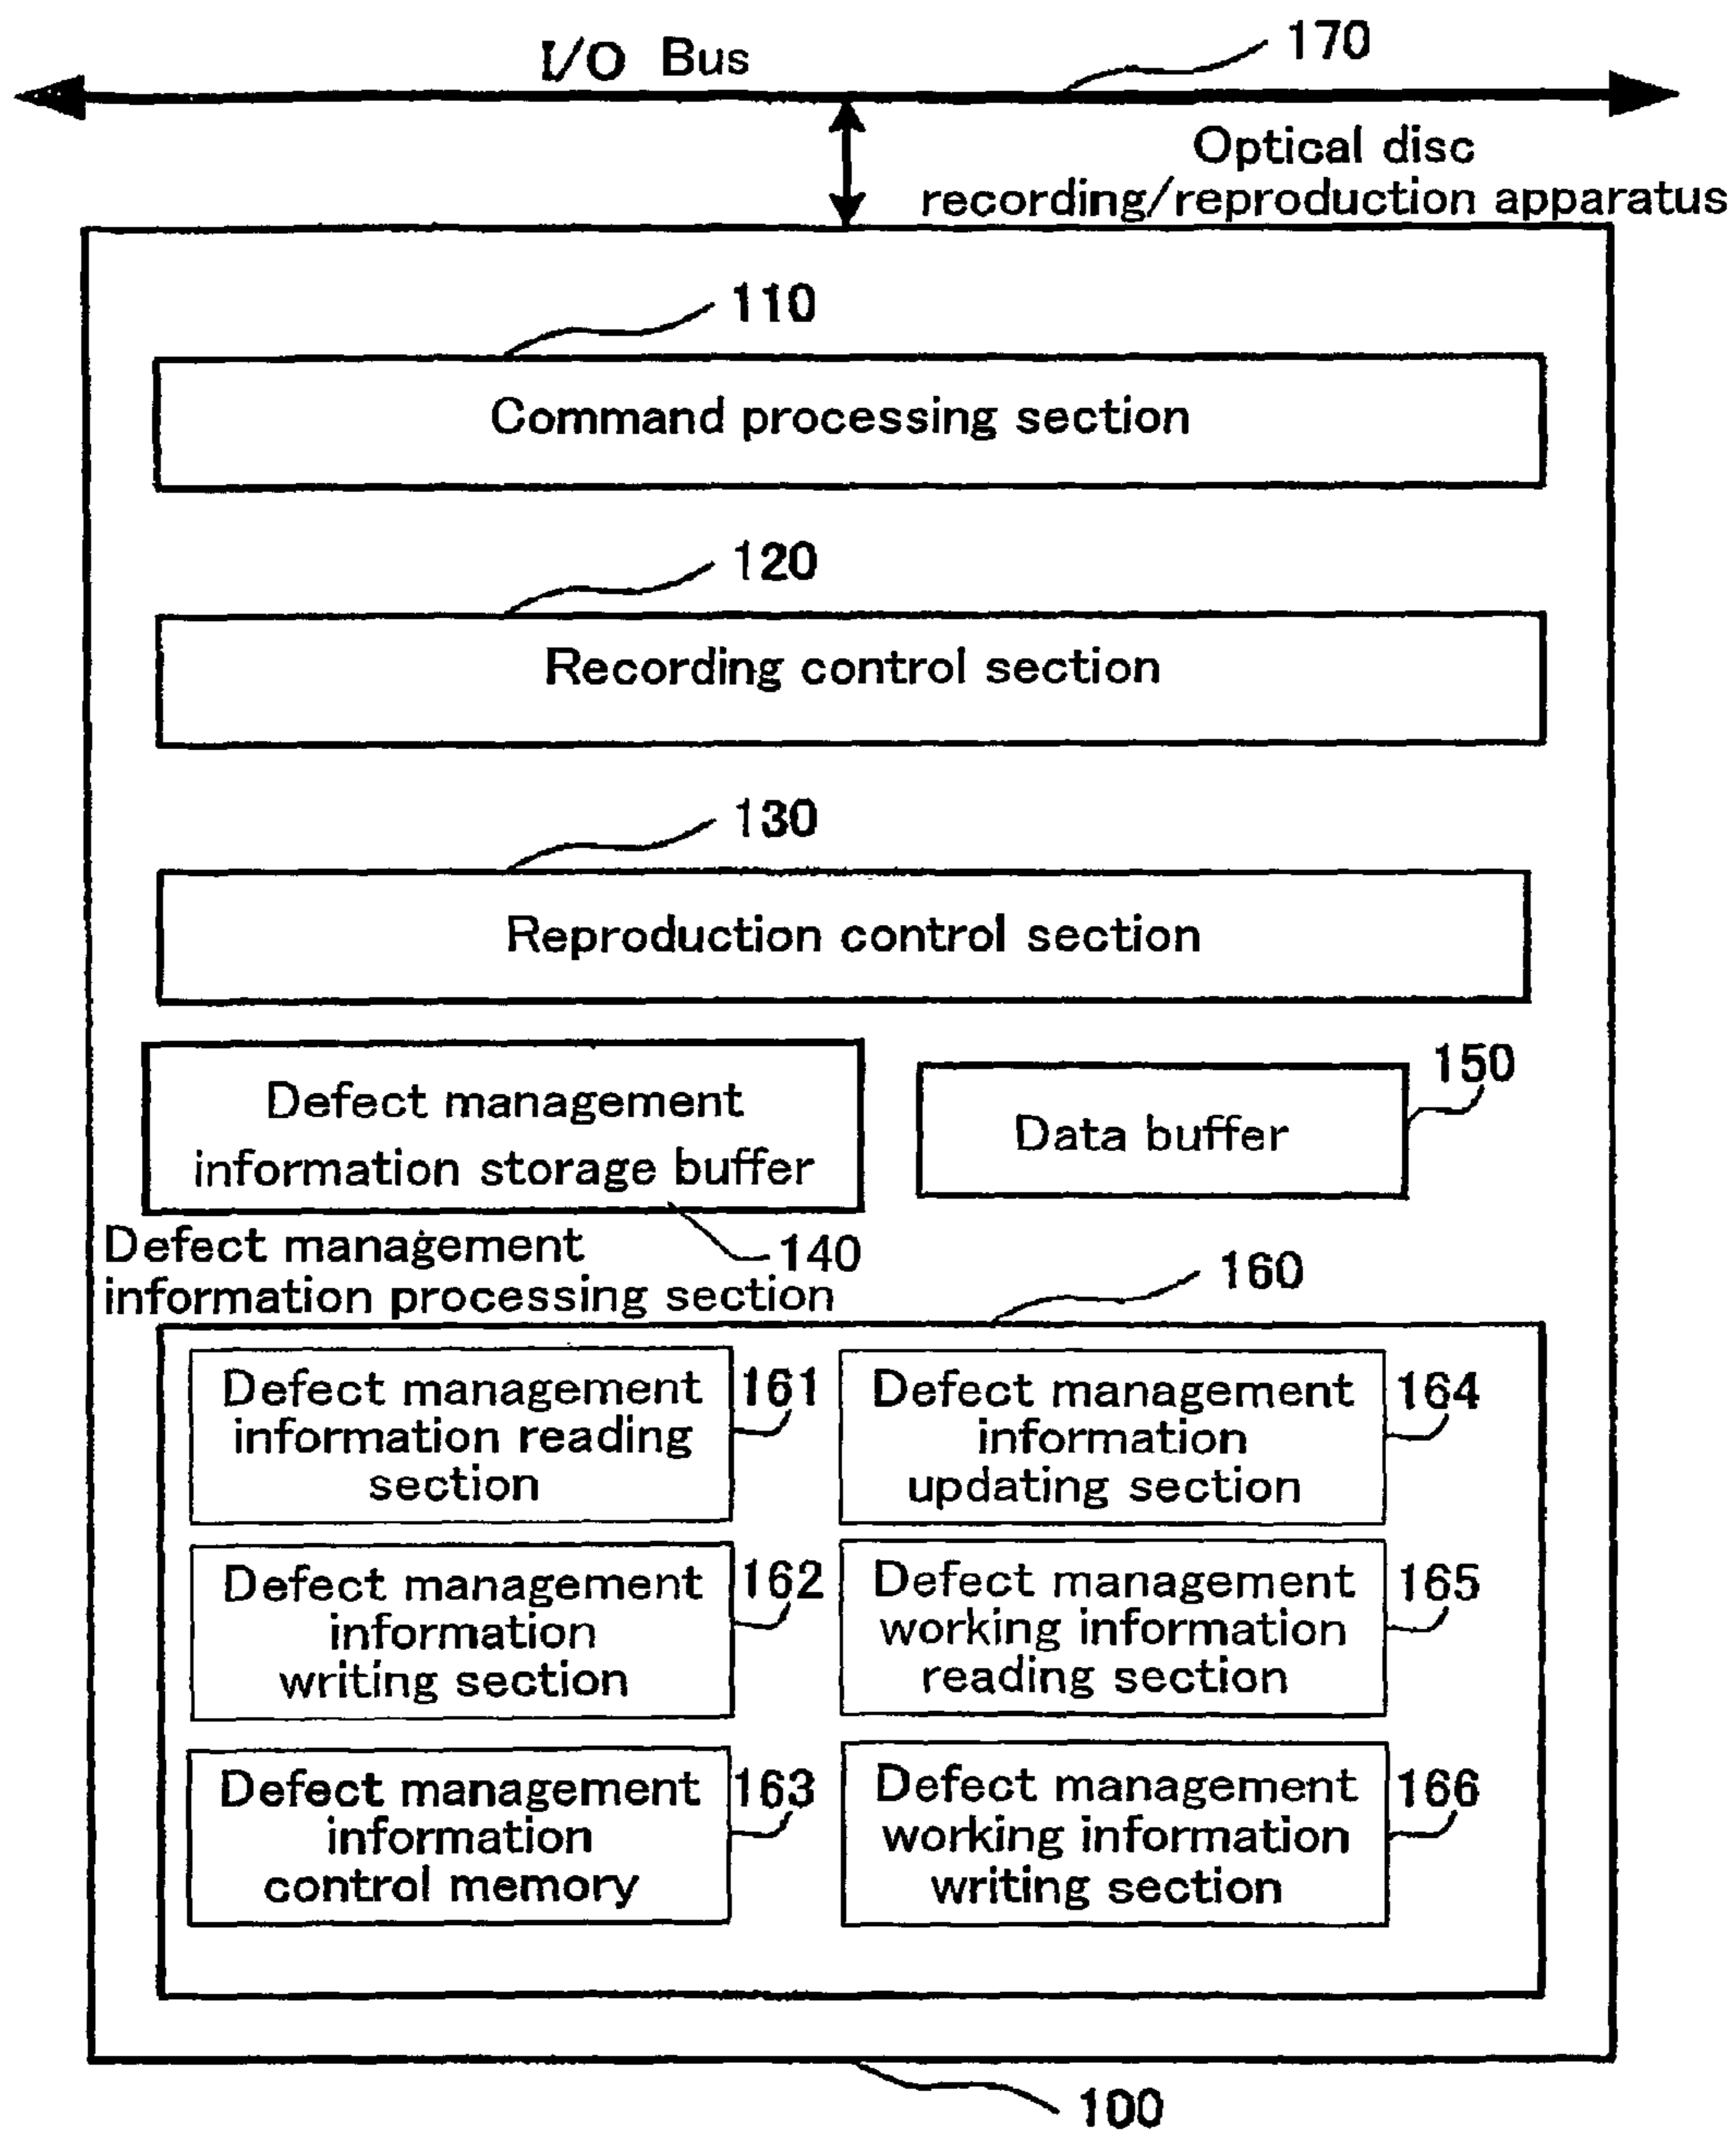 I/O Bus
170
Optical disc
recording/reproduction apparatus
110
Command processing section
120
Recording control section
130
Reproduction control section
Defect management
information storage buffer
140
Data buffer
150
Defect management
information processing section
160
Defect management
information reading
section
161
Defect management
information
updating section
164
Defect management
information
writing section
162
Defect management
working information
reading section
165
Defect management
information
control memory
163
Defect management
working information
writing section
166
100